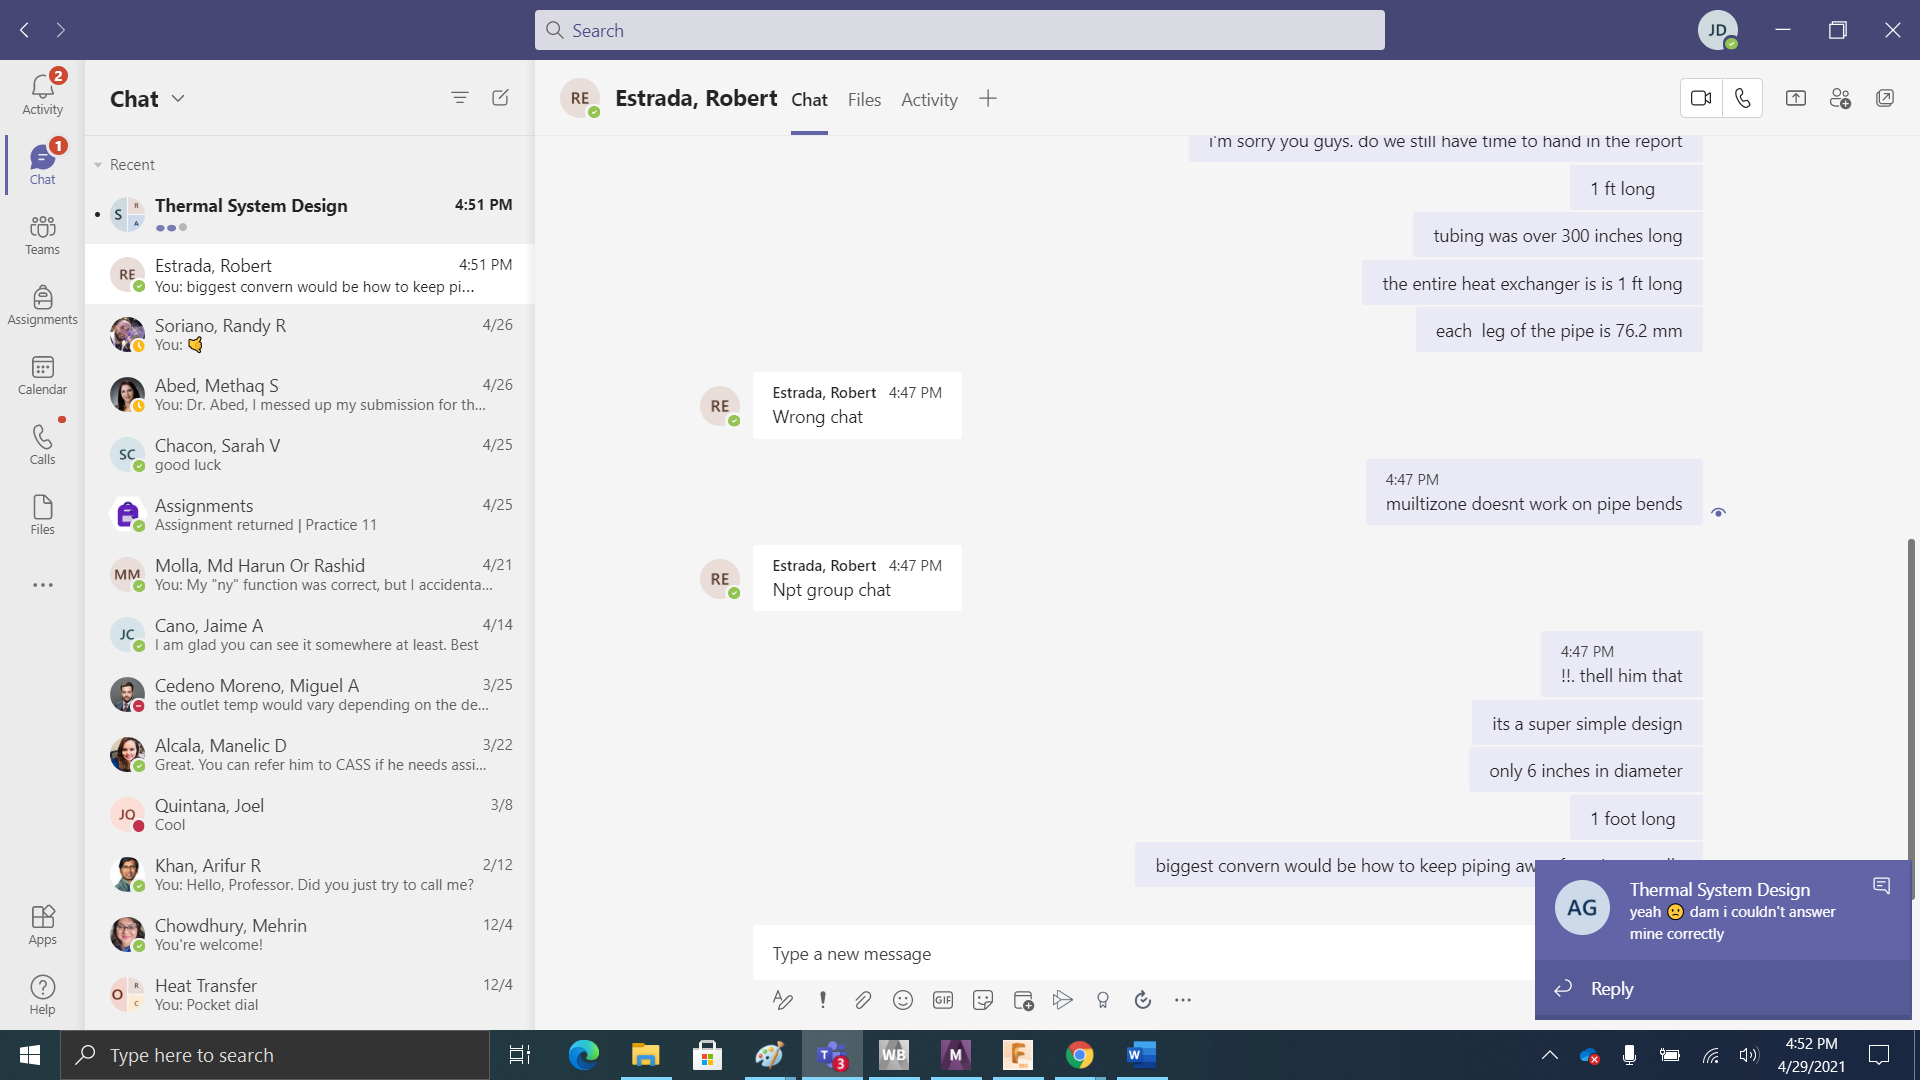 Search
JD
2
Activity
1
Chat
Teams
Assignments
Calendar
Calls
Files
Apps
Help
Chat
Recent
S R A
Thermal System Design 4:51 PM
RE
Estrada, Robert 4:51 PM
You: biggest convern would be how to keep pi...
Soriano, Randy R 4/26
You:
Abed, Methaq S 4/26
You: Dr. Abed, I messed up my submission for th...
SC
Chacon, Sarah V 4/25
good luck
Assignments 4/25
Assignment returned | Practice 11
MM
Molla, Md Harun Or Rashid 4/21
You: My "ny" function was correct, but I accidenta...
JC
Cano, Jaime A 4/14
I am glad you can see it somewhere at least. Best
Cedeno Moreno, Miguel A 3/25
the outlet temp would vary depending on the de...
Alcala, Manelic D 3/22
Great. You can refer him to CASS if he needs assi...
JQ
Quintana, Joel 3/8
Cool
Khan, Arifur R 2/12
You: Hello, Professor. Did you just try to call me?
Chowdhury, Mehrin 12/4
You're welcome!
O R C
Heat Transfer 12/4
You: Pocket dial
RE
Estrada, Robert Chat Files Activity
i'm sorry you guys. do we still have time to hand in the report
1 ft long
tubing was over 300 inches long
the entire heat exchanger is is 1 ft long
each leg of the pipe is 76.2 mm
RE
Estrada, Robert 4:47 PM
Wrong chat
4:47 PM
muiltizone doesnt work on pipe bends
RE
Estrada, Robert 4:47 PM
Npt group chat
4:47 PM
!!. thell him that
its a super simple design
only 6 inches in diameter
1 foot long
biggest convern would be how to keep piping
Type a new message
GIF
AG
Thermal System Design
yeah 😟 dam i couldn't answer
mine correctly
Reply
Type here to search
T 3
WB
M
F
W
4:52 PM
4/29/2021